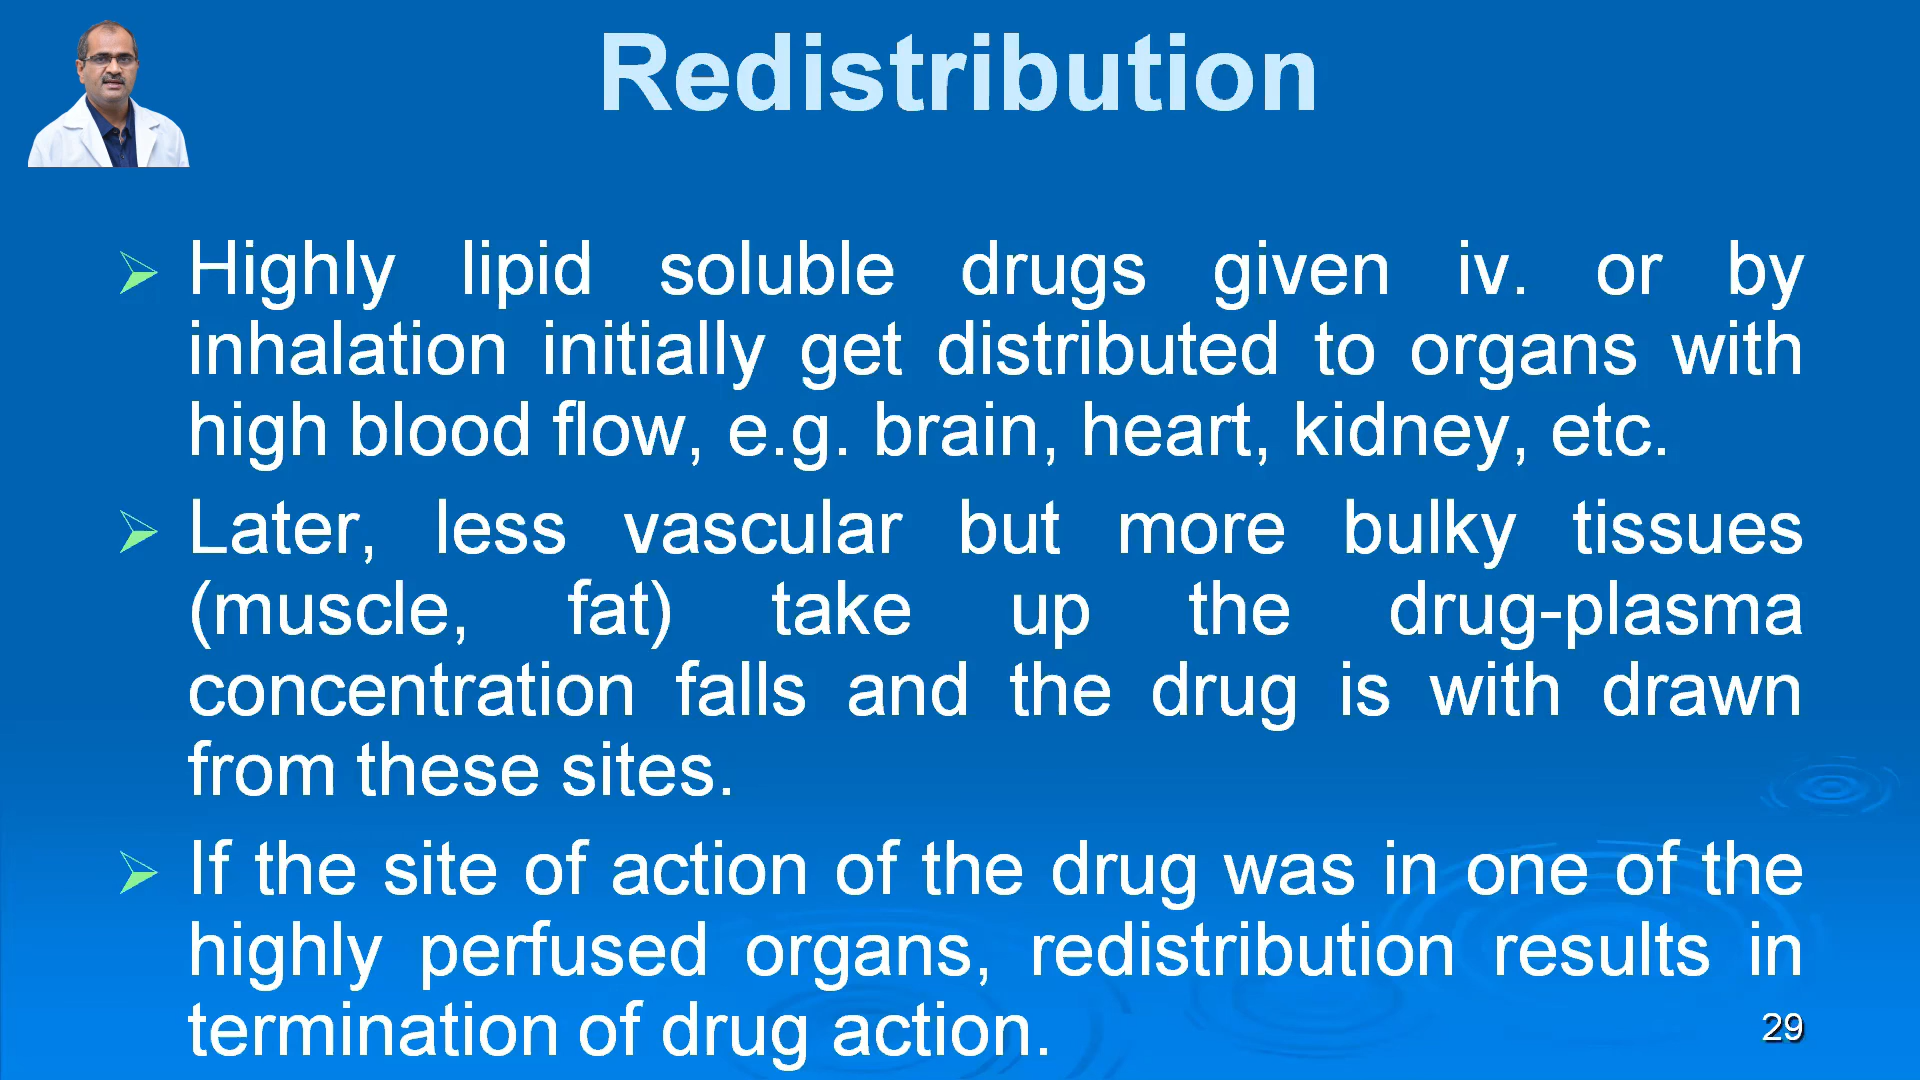 Redistribution
Highly lipid soluble drugs given iv. or by
inhalation initially get distributed to organs with
high blood flow, e.g. brain, heart, kidney, etc.
Later, less vascular but more bulky tissues
(muscle, fat) take up the drug-plasma
concentration falls and the drug is with drawn
from these sites.
If the site of action of the drug was in one of the
highly perfused organs, redistribution results in
termination of drug action.
29